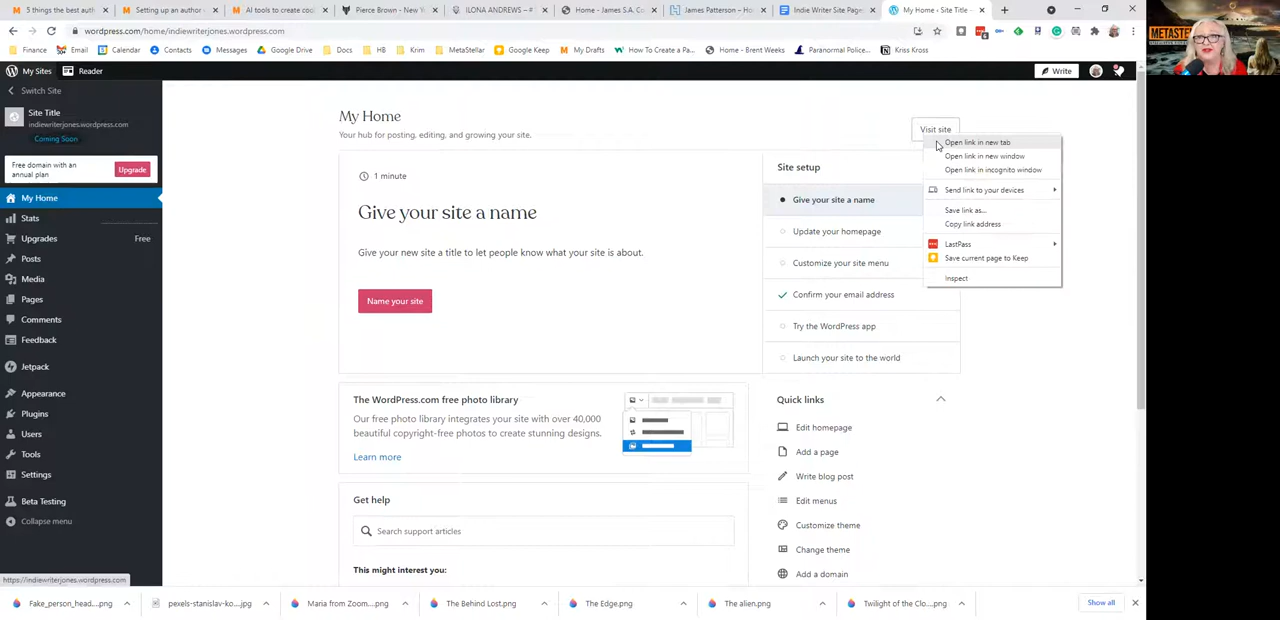 5 things the best auth
Setting up an author
AI tools to create cool
Pierce Brown - New Y
ILONA ANDREWS – #
Home - James S.A. Co
James Patterson – Ho
Indie Writer Site Page
My Home ‹ Site Title —
wordpress.com/home/indiewriterjones.wordpress.com
Finance
Email
Calendar
Contacts
Messages
Google Drive
Docs
HB
Krim
MetaStellar
Google Keep
My Drafts
How To Create a Pa...
Home - Brent Weeks
Paranormal Police...
Kriss Kross
My Sites
Reader
Write
Switch Site
Site Title
indiewriterjones.wordpress.com
Coming Soon
Free domain with an
annual plan
Upgrade
My Home
Stats
Upgrades
Free
Posts
Media
Pages
Comments
Feedback
Jetpack
Appearance
Plugins
Users
Tools
Settings
Beta Testing
Collapse menu
https://indiewriterjones.wordpress.com
My Home
Your hub for posting, editing, and growing your site.
Visit site
1 minute
Give your site a name
Give your new site a title to let people know what your site is about.
Name your site
Site setup
Give your site a name
Update your homepage
Customize your site menu
Confirm your email address
Try the WordPress app
Launch your site to the world
Open link in new tab
Open link in new window
Open link in incognito window
Send link to your devices
Save link as...
Copy link address
LastPass
Save current page to Keep
Inspect
The WordPress.com free photo library
Our free photo library integrates your site with over 40,000
beautiful copyright-free photos to create stunning designs.
Learn more
Get help
Search support articles
This might interest you:
Quick links
Edit homepage
Add a page
Write blog post
Edit menus
Customize theme
Change theme
Add a domain
Fake_person_head....png
pexels-stanislav-ko....jpg
Maria from Zoom....png
The Behind Lost.png
The Edge.png
The alien.png
Twilight of the Clo....png
Show all
METASTE